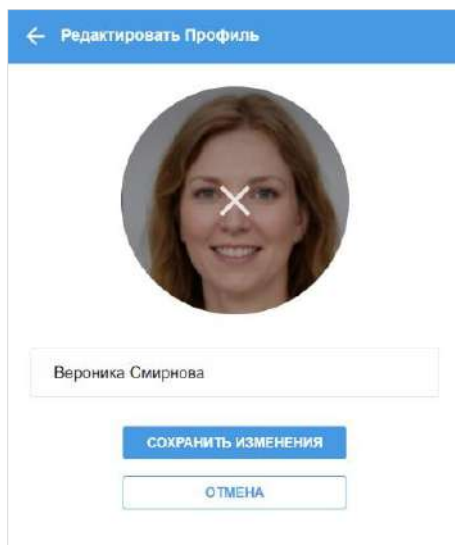 Редактировать Профиль
Вероника Смирнова
СОХРАНИТЬ ИЗМЕНЕНИЯ
ОТМЕНА